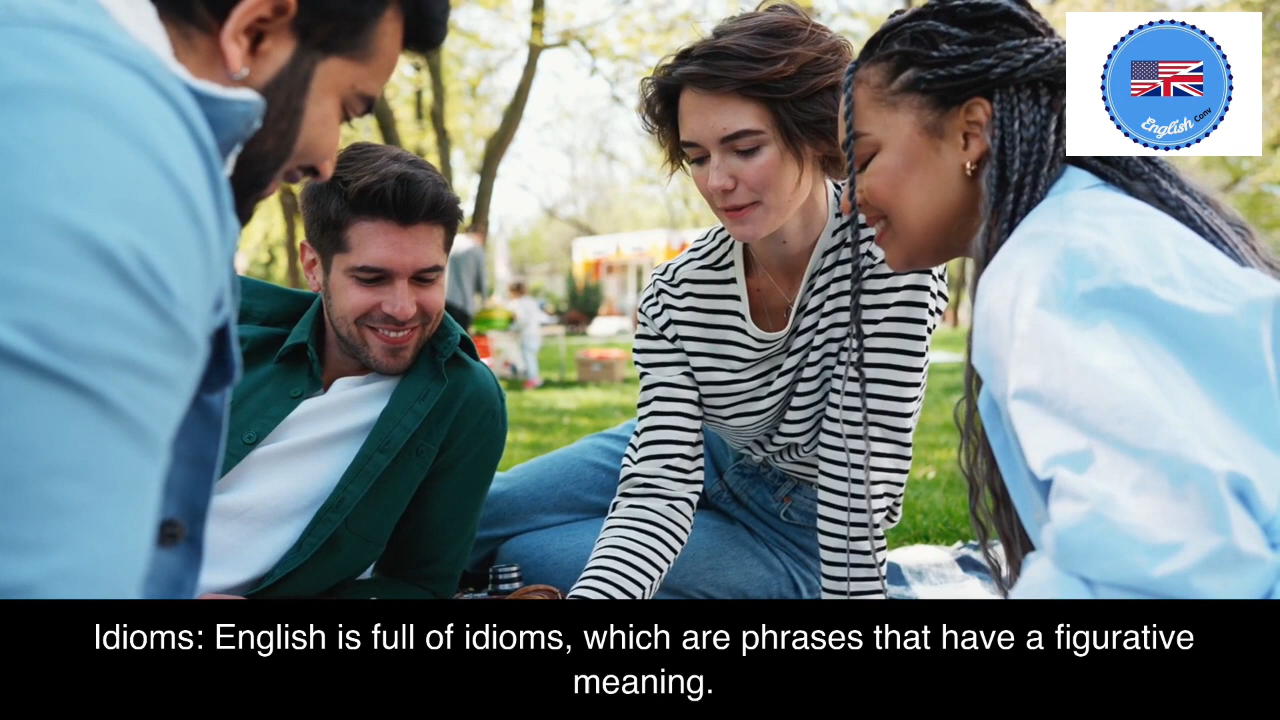 English Conv
Idioms: English is full of idioms, which are phrases that have a figurative
meaning.